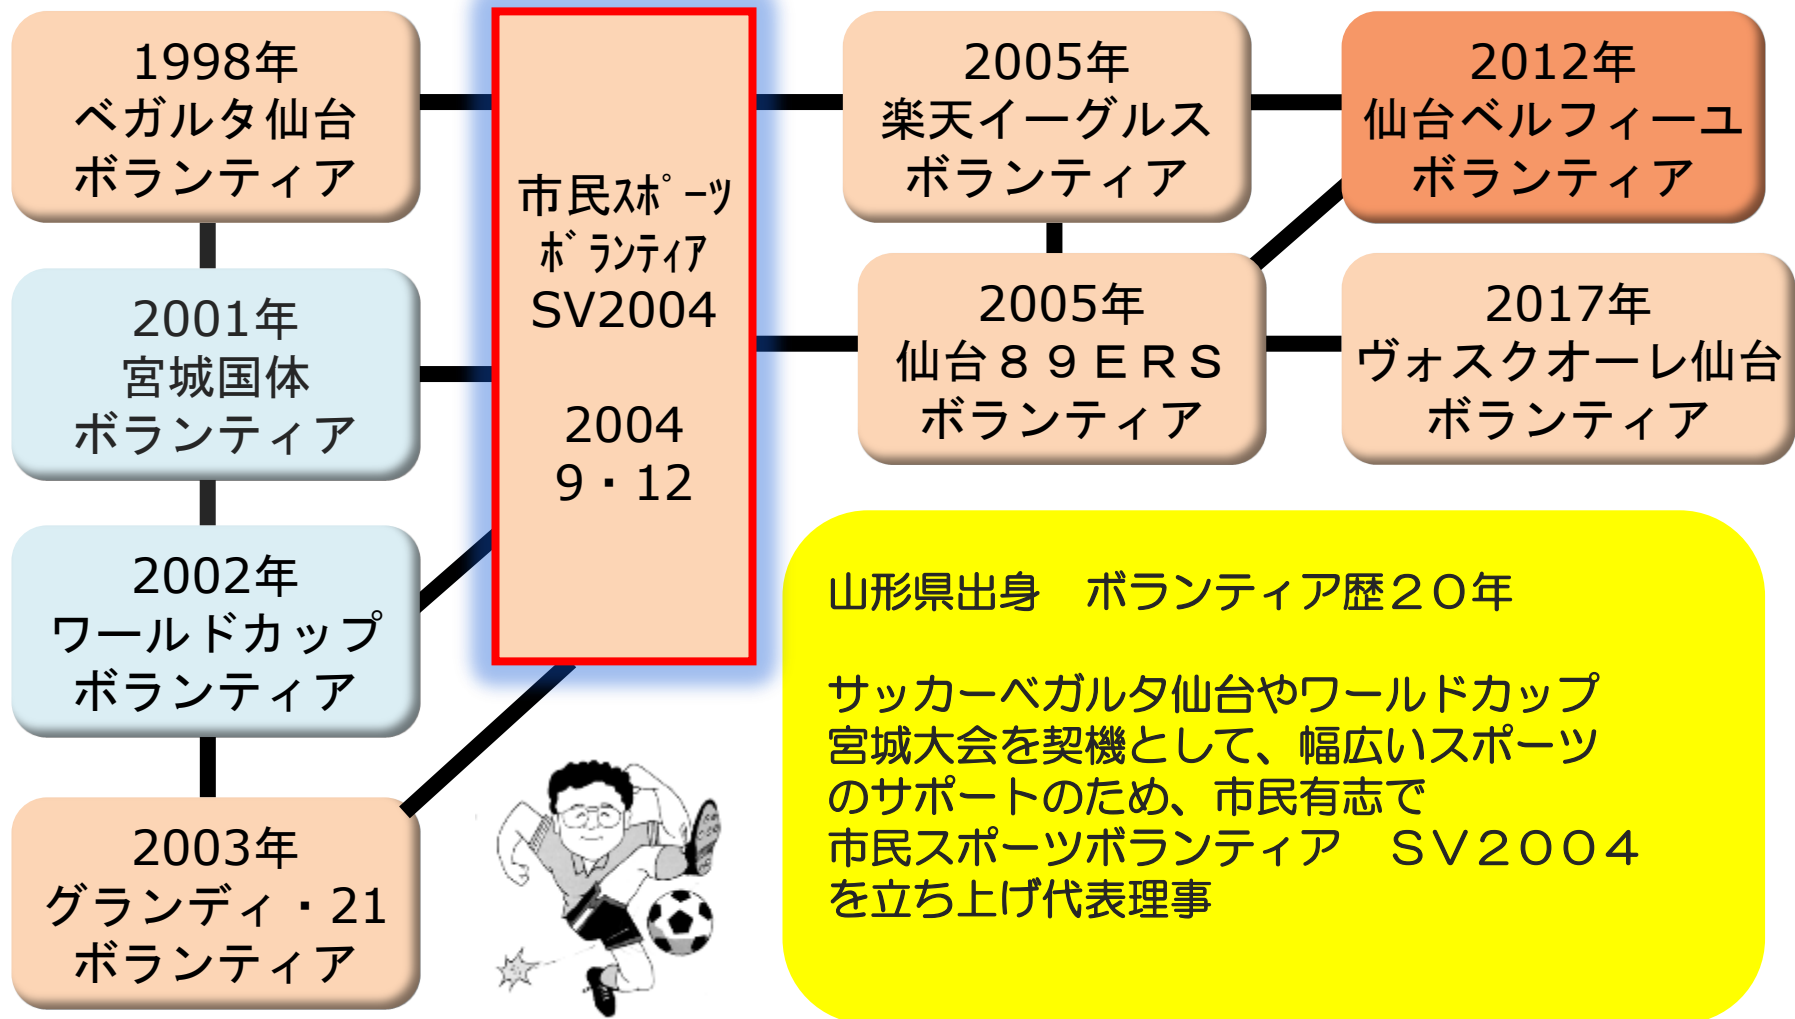 1998年
ベガルタ仙台
ボランティア
2001年
宮城国体
ボランティア
2002年
ワールドカップ
ボランティア
2003年
グランディ・21
ボランティア
市民ｽﾎﾟｰﾂ
ﾎﾞﾗﾝﾃｨｱ
SV2004
2004
9・12
2005年
楽天イーグルス
ボランティア
2012年
仙台ベルフィーユ
ボランティア
2005年
仙台８９ＥＲＳ
ボランティア
2017年
ヴォスクオーレ仙台
ボランティア
山形県出身　ボランティア歴２０年
サッカーベガルタ仙台やワールドカップ
宮城大会を契機として、幅広いスポーツ
のサポートのため、市民有志で
市民スポーツボランティア　ＳＶ２００４
を立ち上げ代表理事